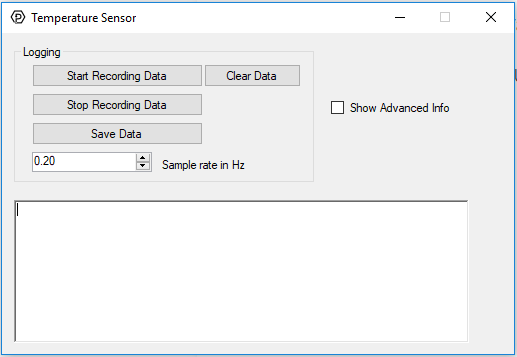 Temperature Sensor
Logging
Start Recording Data Clear Data
Stop Recording Data
Show Advanced Info
Save Data
0.20 Sample rate in Hz